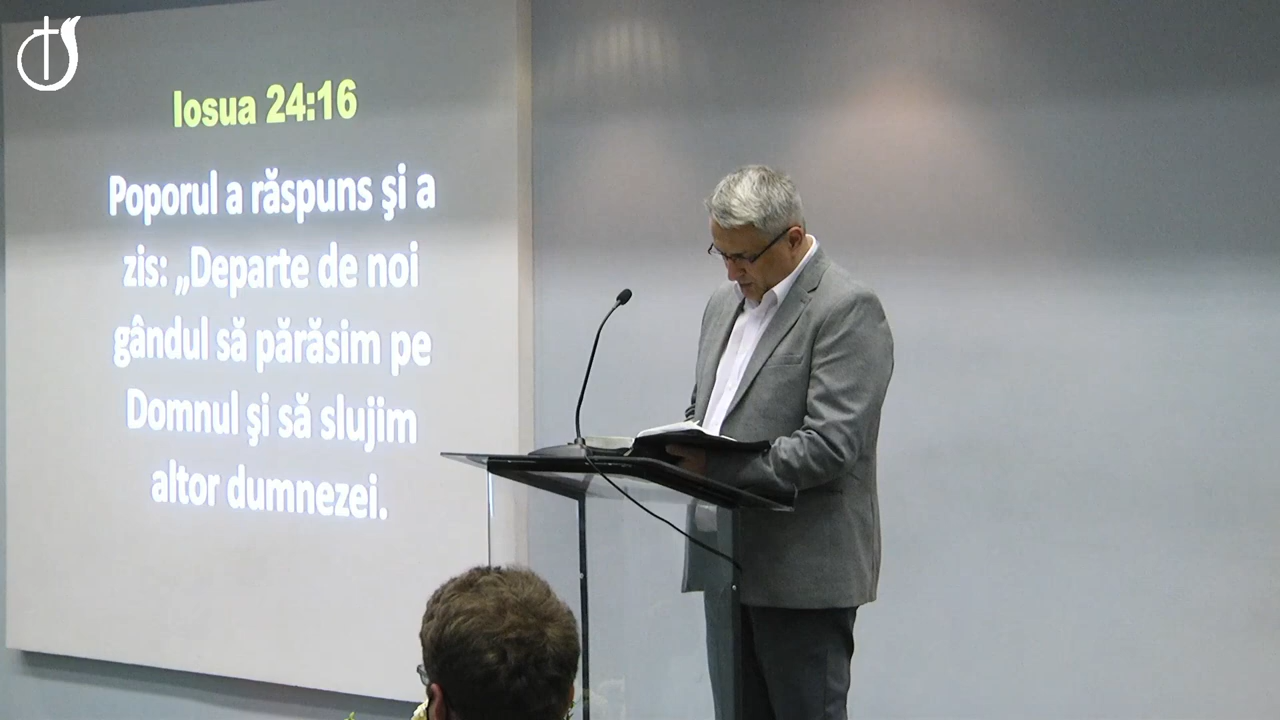 Iosua 24:16
Poporul a răspuns şi a
zis: „Departe de noi
gândul să părăsim pe
Domnul şi să slujim
altor dumnezei.